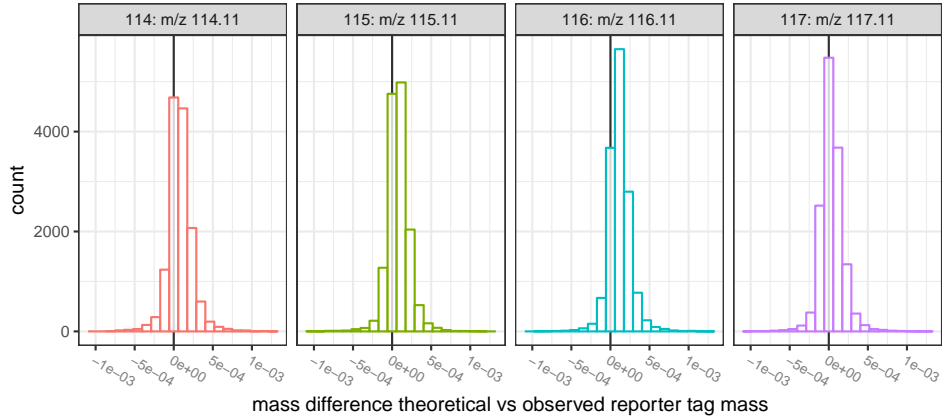 114: m/z 114.11
115: m/z 115.11
116: m/z 116.11
117: m/z 117.11
count
4000
2000
0
−1e−03 −5e−04 0e+00 5e−04 1e−03
−1e−03 −5e−04 0e+00 5e−04 1e−03
−1e−03 −5e−04 0e+00 5e−04 1e−03
−1e−03 −5e−04 0e+00 5e−04 1e−03
mass difference theoretical vs observed reporter tag mass